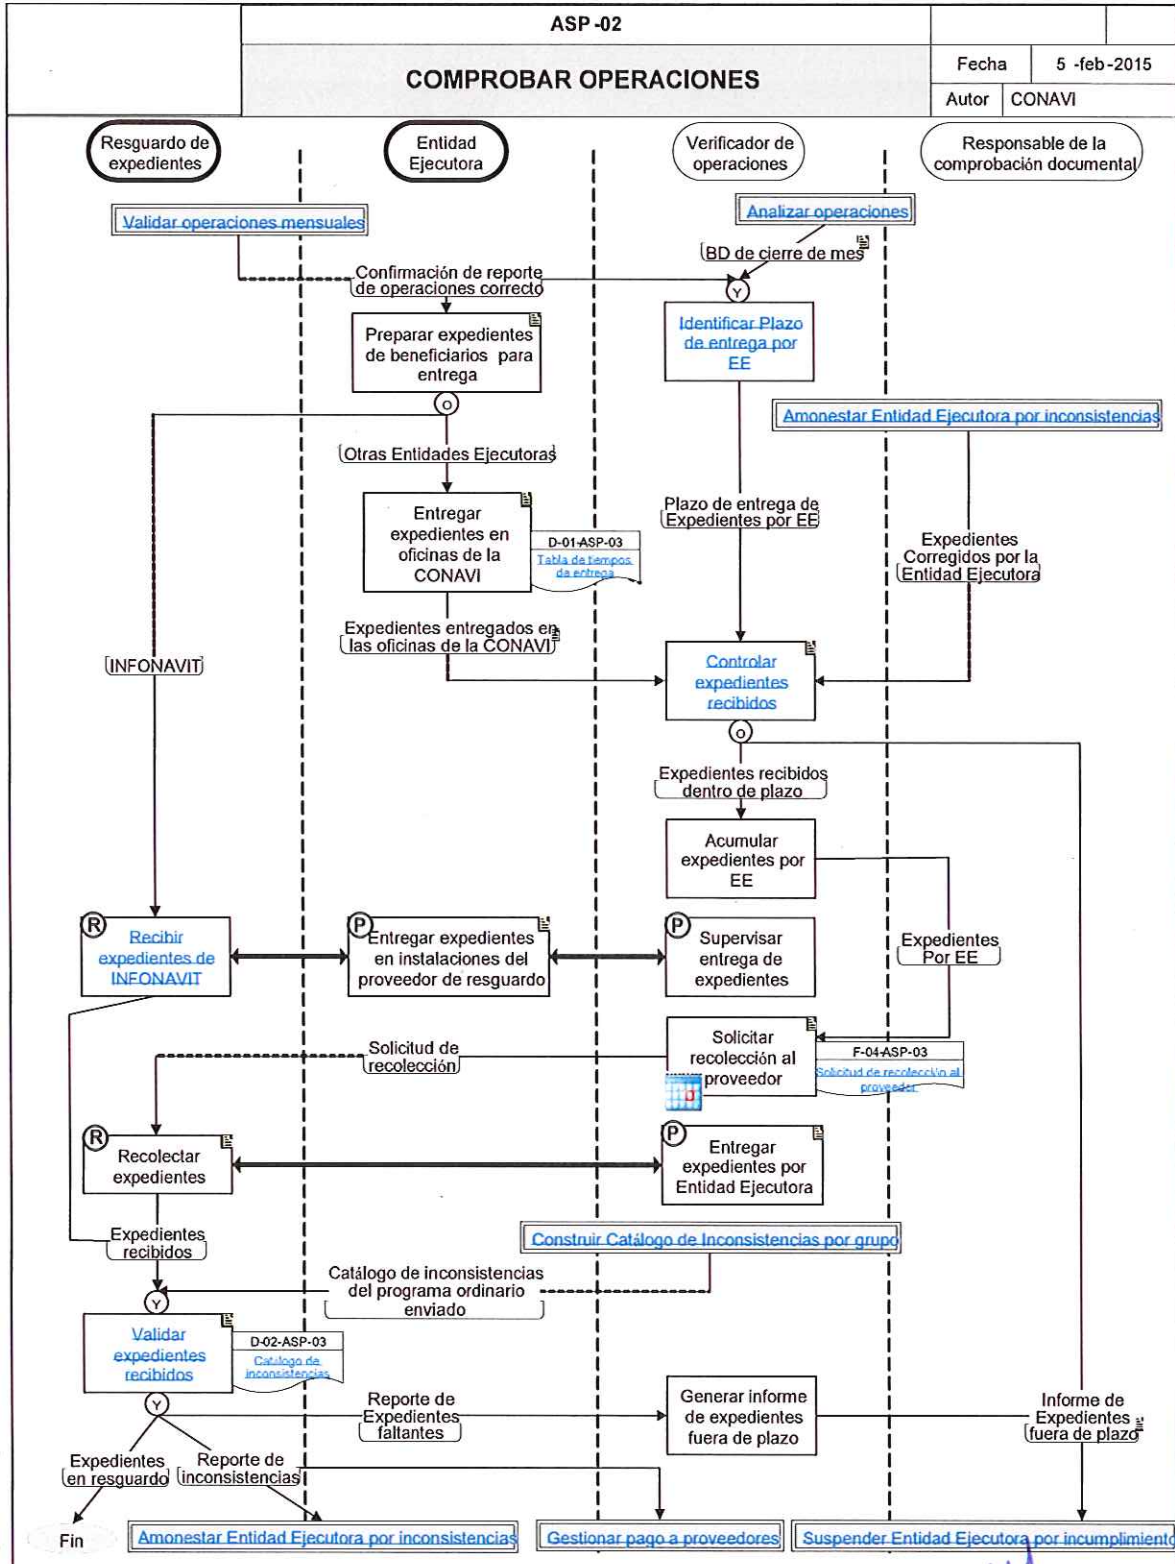 ASP -02
COMPROBAR OPERACIONES
Fecha
5 -feb -2015
Autor
CONAVI
Resguardo de
expedientes
Entidad
Ejecutora
Verificador de
operaciones
Responsable de la
comprobación documental
Validar operaciones mensuales
Analizar operaciones
BD de cierre de mes
Confirmación de reporte
de operaciones correcto
Y
Preparar expedientes
de beneficiarios para
entrega
Identificar Plazo
de entrega por
EE
O
Amonestar Entidad Ejecutora por inconsistencias
Otras Entidades Ejecutoras
Entregar
expedientes en
oficinas de la
CONAVI
D-01-ASP-03
Tabla de tiempos
de entrega
Plazo de entrega de
Expedientes por EE
Expedientes
Corregidos por la
Entidad Ejecutora
Expedientes entregados en
las oficinas de la CONAVI
INFONAVIT
Controlar
expedientes
recibidos
O
Expedientes recibidos
dentro de plazo
Acumular
expedientes por
EE
R
Recibir
expedientes de
INFONAVIT
P
Entregar expedientes
en instalaciones del
proveedor de resguardo
P
Supervisar
entrega de
expedientes
Expedientes
Por EE
Solicitar
recolección al
proveedor
F-04-ASP-03
Solicitud de recolección al
proveedor
Solicitud de
recolección
R
Recolectar
expedientes
P
Entregar
expedientes por
Entidad Ejecutora
Expedientes
recibidos
Construir Catálogo de Inconsistencias por grupo
Catálogo de inconsistencias
del programa ordinario
enviado
Y
Validar
expedientes
recibidos
D-02-ASP-03
Catálogo de
inconsistencias
Y
Reporte de
Expedientes
faltantes
Generar informe
de expedientes
fuera de plazo
Informe de
Expedientes
fuera de plazo
Expedientes
en resguardo
Reporte de
inconsistencias
Fin
Amonestar Entidad Ejecutora por inconsistencias
Gestionar pago a proveedores
Suspender Entidad Ejecutora por incumplimiento